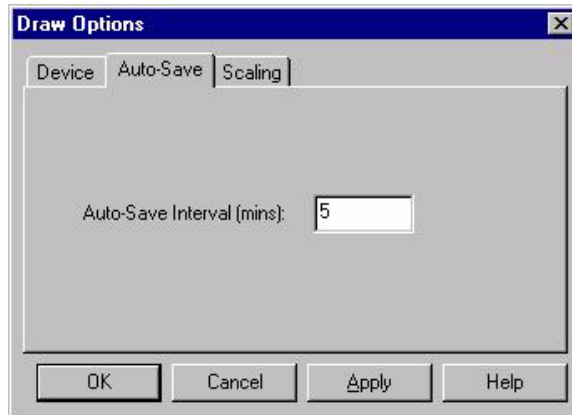 Draw Options
Device Auto-Save Scaling
Auto-Save Interval (mins): 5
OK Cancel Apply Help